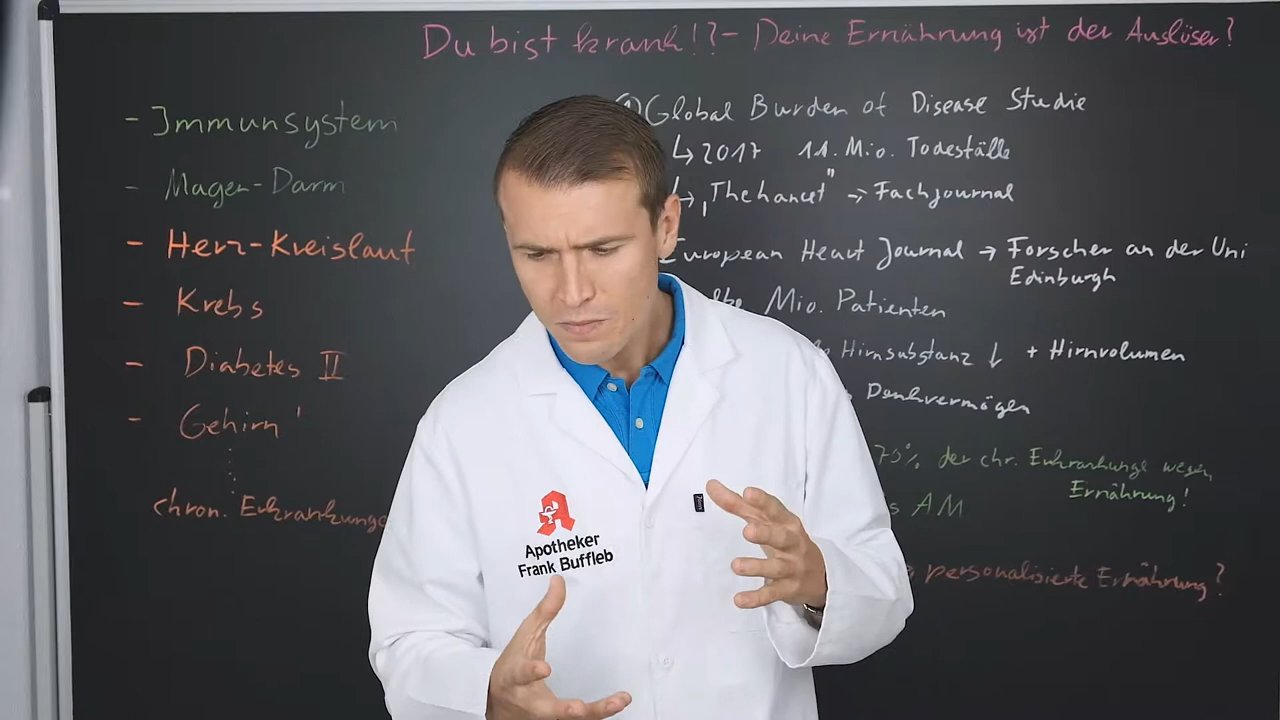 Du bist krank!?- Deine Ernährung ist der Auslöser?
- Immunsystem
- Magen-Darm
- Herz-Kreislauf
- Krebs
- Diabetes II
- Gehirn!
chron. Erkrankunge
① Global Burden of Disease Studie
↳ 2017 11. Mio. Todesfälle
↳ "The Lancet" → Fachjournal
European Heart Journal → Forscher an der Uni
Edinburgh
Mio. Patienten
Hirnsubstanz ↓ + Hirnvolumen
Denkvermögen
70% der chr. Erkrankunge wegen
Ernährung!
AM
personalisierte Ernährung?
Apotheker
Frank Buffleb